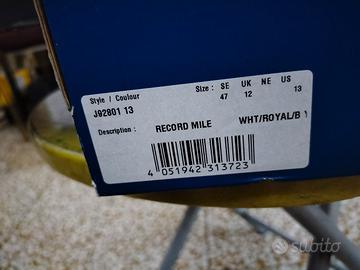 Style / Colour Size : SE UK NE US
J92801 13 47 12 13
Description : RECORD MILE WHT/ROYAL/B
4 051942 313723
subito